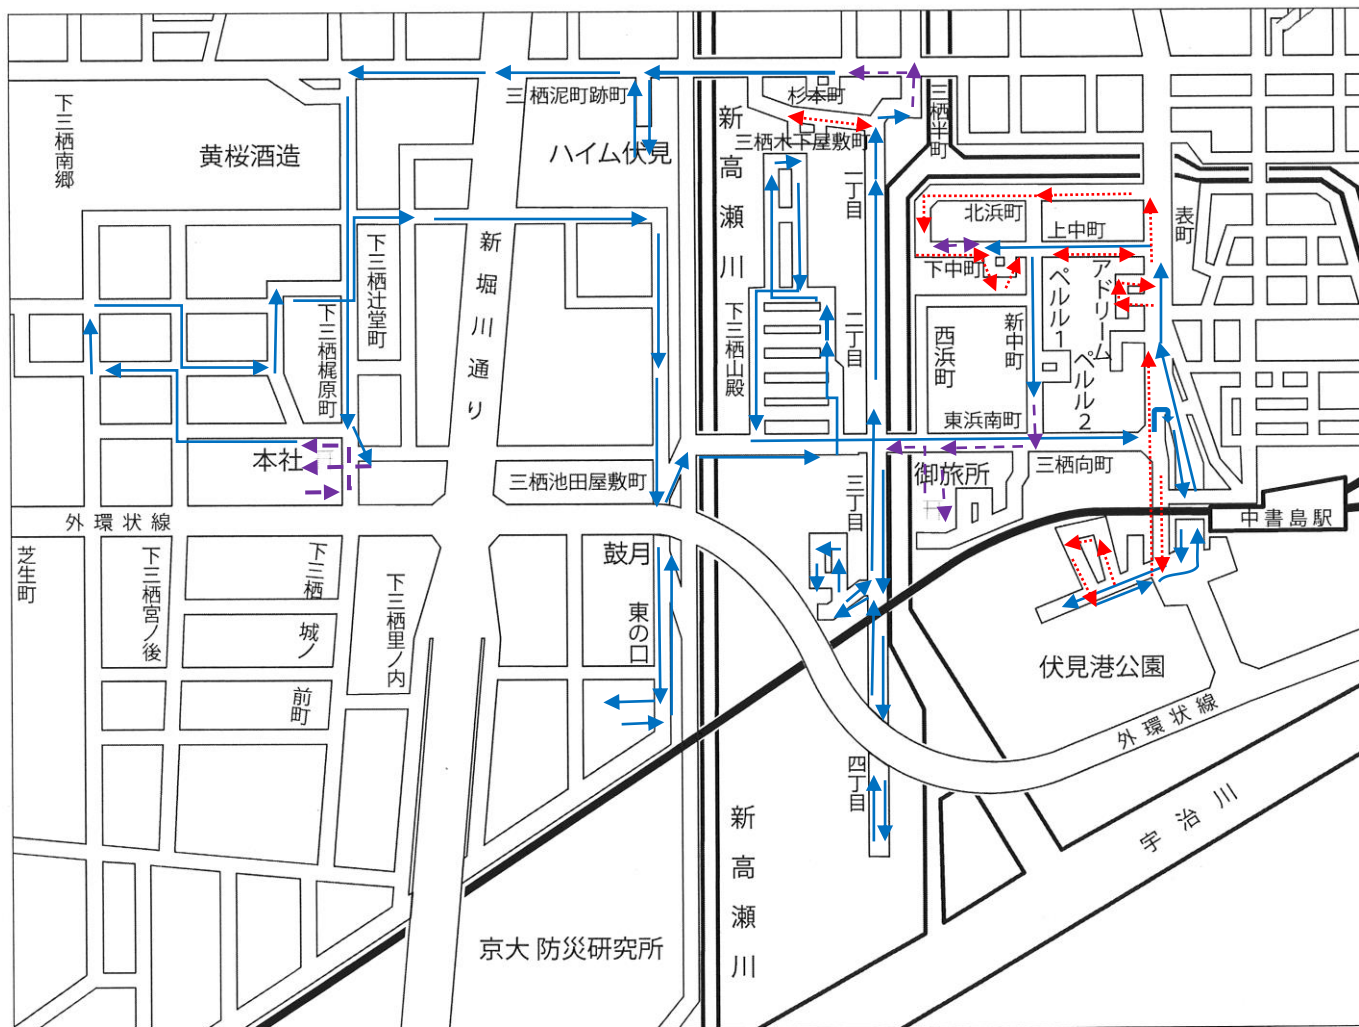 三栖泥町跡町
杉本町
三栖半町
下三栖南郷
黄桜酒造
ハイム伏見
新高瀬川
三栖木下屋敷町
一丁目
北浜町
上中町
表町
下三栖辻堂町
新堀川通り
下中町
ペルル1
アドリーム
下三栖梶原町
下三栖山殿
二丁目
西浜町
新中町
ペルル2
東浜南町
本社
三栖池田屋敷町
三丁目
御旅所
三栖向町
外環状線
中書島駅
芝生町
下三栖宮ノ後
下三栖
城ノ
前町
下三栖里ノ内
鼓月
東の口
伏見港公園
外環状線
四丁目
新高瀬川
宇治川
京大 防災研究所